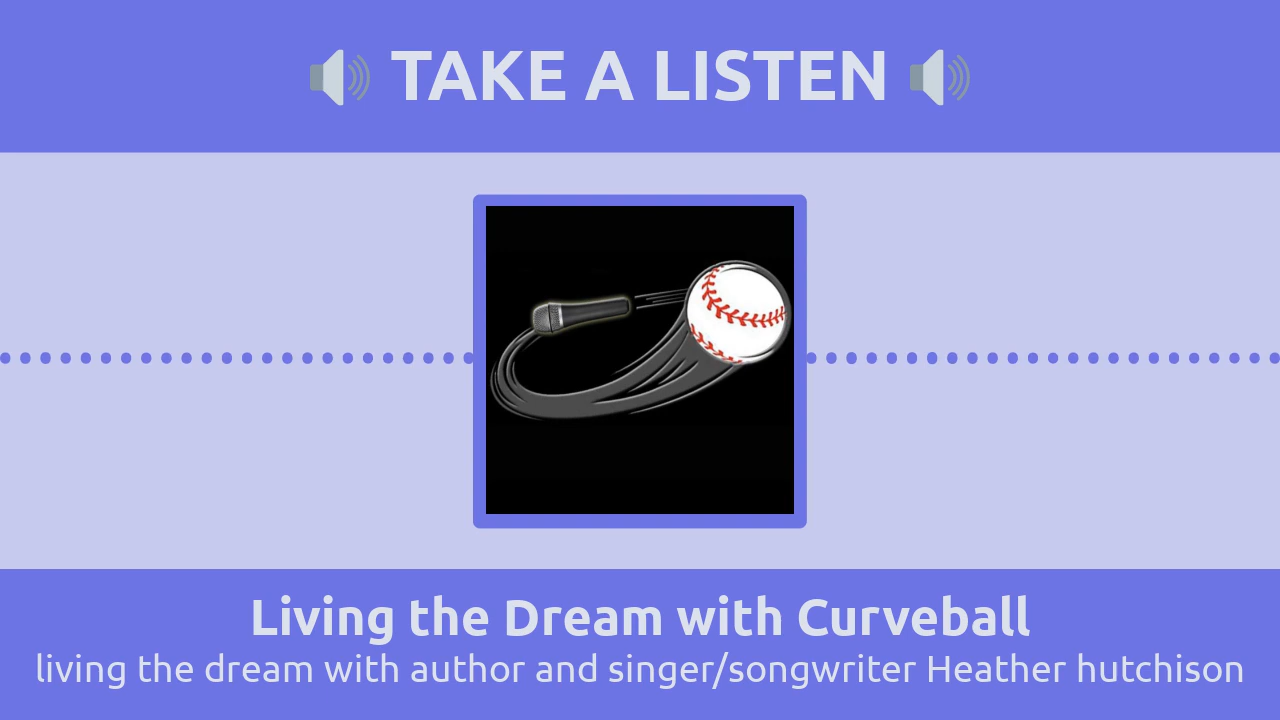 TAKE A LISTEN
Living the Dream with Curveball
living the dream with author and singer/songwriter Heather hutchison